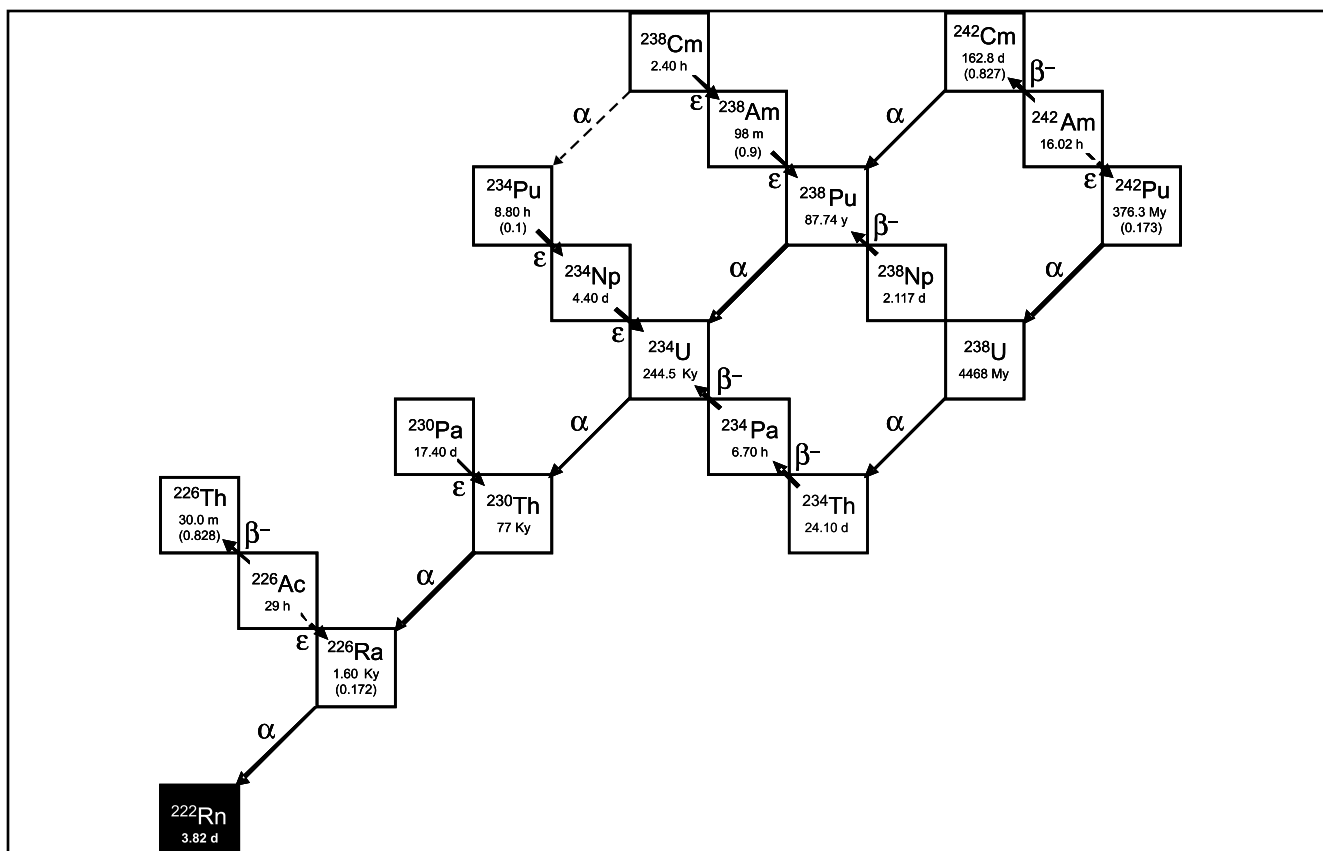 ²³⁸Cm
2.40 h
ε
α
²³⁸Am
98 m
(0.9)
ε
²⁴²Cm
162.8 d
(0.827)
β⁻
α
²⁴²Am
16.02 h
ε
²³⁴Pu
8.80 h
(0.1)
ε
²³⁸Pu
87.74 y
β⁻
²⁴²Pu
376.3 My
(0.173)
²³⁴Np
4.40 d
ε
α
²³⁸Np
2.117 d
α
²³⁴U
244.5 Ky
β⁻
²³⁸U
4468 My
²³⁰Pa
17.40 d
ε
α
²³⁴Pa
6.70 h
β⁻
α
²²⁶Th
30.0 m
(0.828)
β⁻
²³⁰Th
77 Ky
²³⁴Th
24.10 d
²²⁶Ac
29 h
ε
α
²²⁶Ra
1.60 Ky
(0.172)
α
²²²Rn
3.82 d